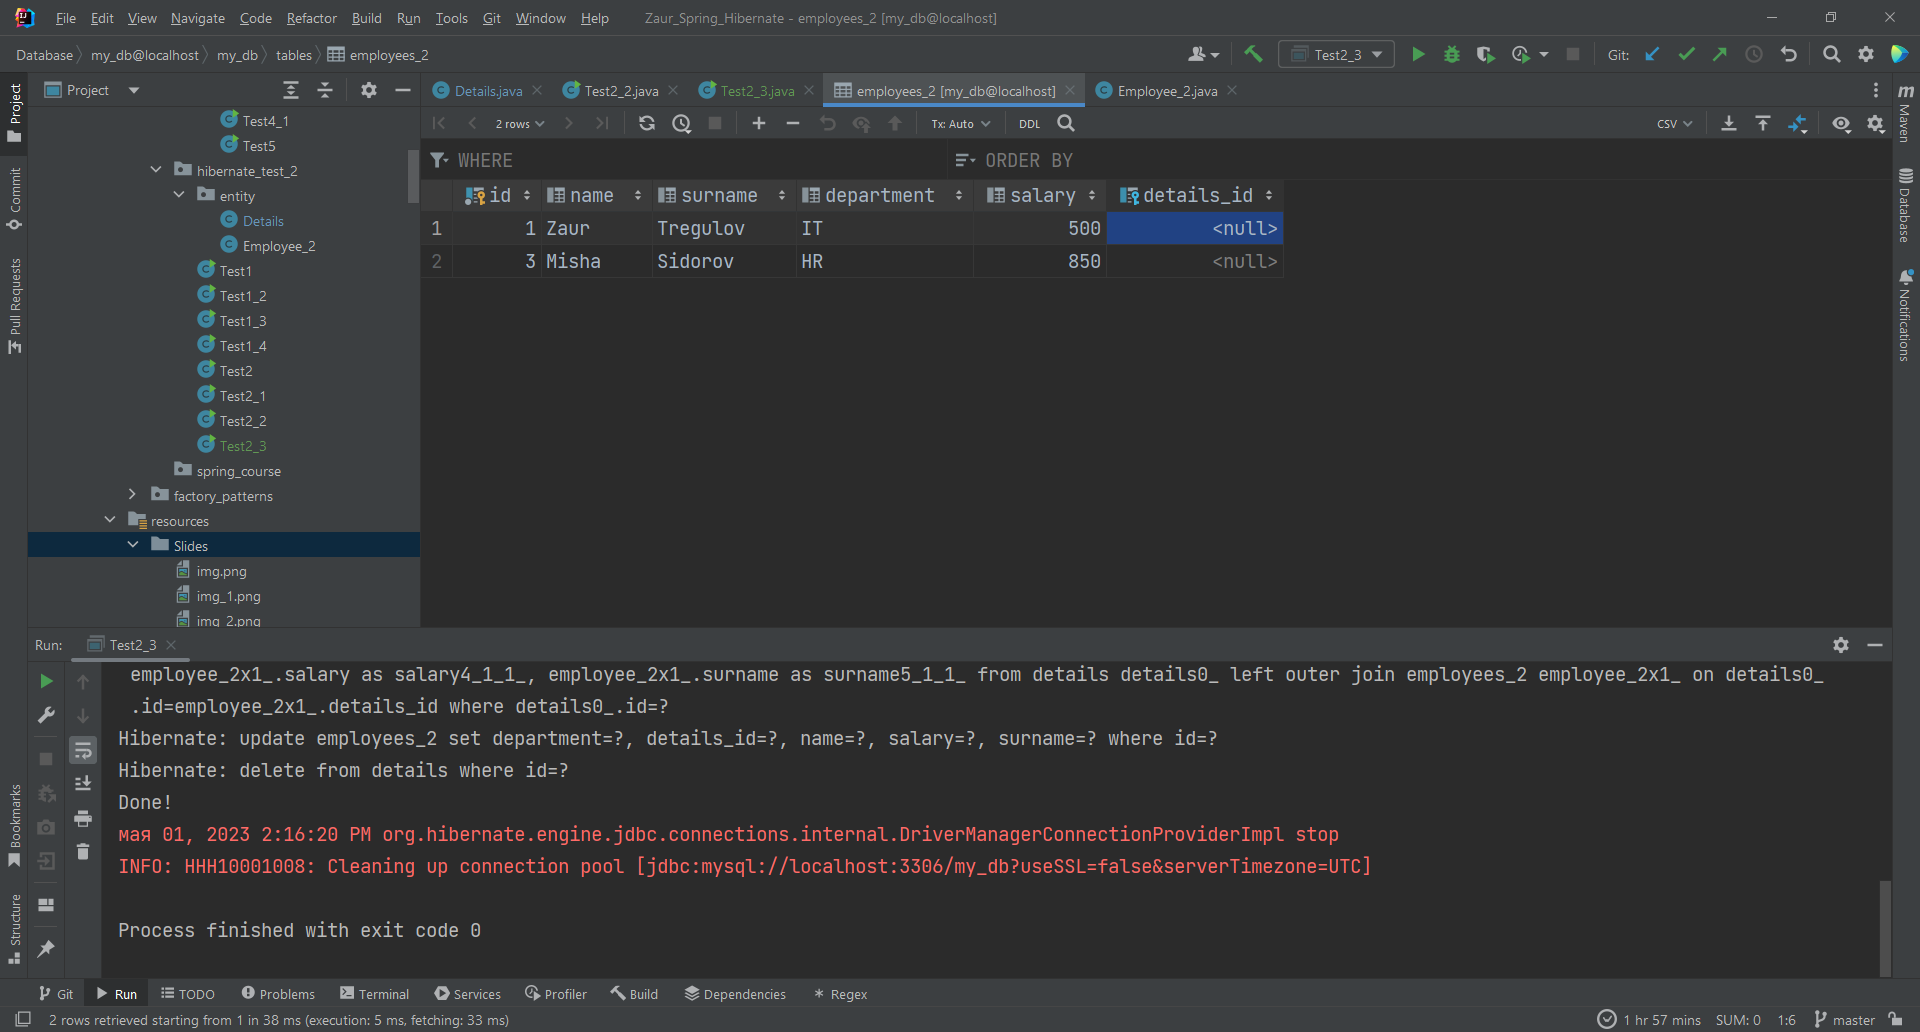 File Edit View Navigate Code Refactor Build Run Tools Git Window Help Zaur_Spring_Hibernate - employees_2 [my_db@localhost]
Database my_db@localhost my_db tables employees_2 Test2_3 Git:
Project
Details.java Test2_2.java Test2_3.java employees_2 [my_db@localhost] Employee_2.java
2 rows Tx: Auto DDL CSV
WHERE ORDER BY
id name surname department salary details_id
1 1 Zaur Tregulov IT 500 <null>
2 3 Misha Sidorov HR 850 <null>
Test4_1
Test5
hibernate_test_2
entity
Details
Employee_2
Test1
Test1_2
Test1_3
Test1_4
Test2
Test2_1
Test2_2
Test2_3
spring_course
factory_patterns
resources
Slides
img.png
img_1.png
img_2.png
Project
Commit
Pull Requests
Bookmarks
Structure
m Maven
Database
Notifications
Run: Test2_3
employee_2x1_.salary as salary4_1_1_, employee_2x1_.surname as surname5_1_1_ from details details0_ left outer join employees_2 employee_2x1_ on details0_
.id=employee_2x1_.details_id where details0_.id=?
Hibernate: update employees_2 set department=?, details_id=?, name=?, salary=?, surname=? where id=?
Hibernate: delete from details where id=?
Done!
мая 01, 2023 2:16:20 PM org.hibernate.engine.jdbc.connections.internal.DriverManagerConnectionProviderImpl stop
INFO: HHH10001008: Cleaning up connection pool [jdbc:mysql://localhost:3306/my_db?useSSL=false&serverTimezone=UTC]
Process finished with exit code 0
Git Run TODO Problems Terminal Services Profiler Build Dependencies Regex
2 rows retrieved starting from 1 in 38 ms (execution: 5 ms, fetching: 33 ms) 1 hr 57 mins SUM: 0 1:6 master